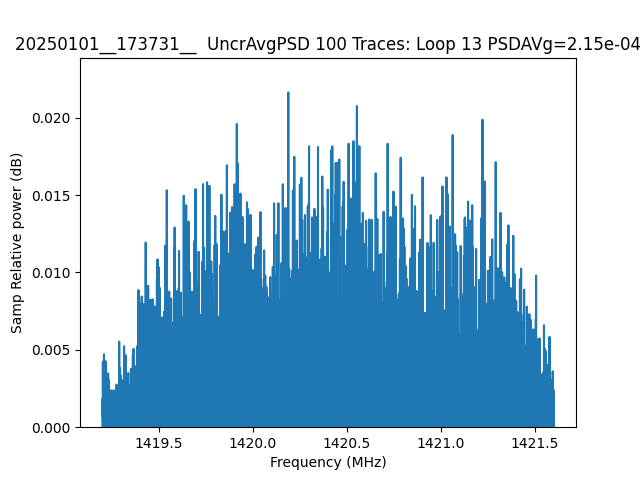 20250101__173731__  UncrAvgPSD 100 Traces: Loop 13 PSDAVg=2.15e-04
Samp Relative power (dB)
0.020
0.015
0.010
0.005
0.000
1419.5 1420.0 1420.5 1421.0 1421.5
Frequency (MHz)